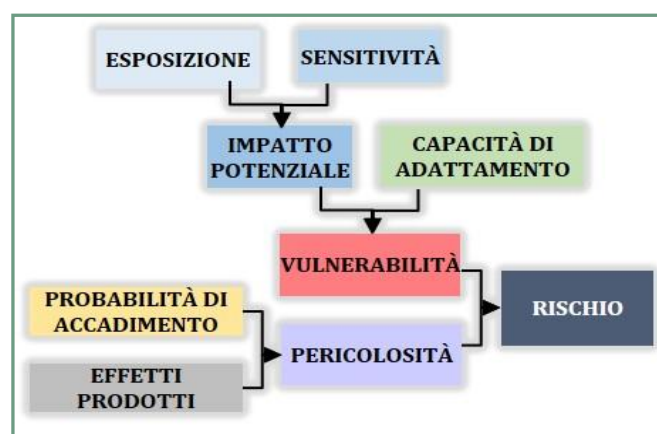 ESPOSIZIONE
SENSITIVITÀ
IMPATTO
POTENZIALE
CAPACITÀ DI
ADATTAMENTO
VULNERABILITÀ
PROBABILITÀ DI
ACCADIMENTO
RISCHIO
PERICOLOSITÀ
EFFETTI
PRODOTTI